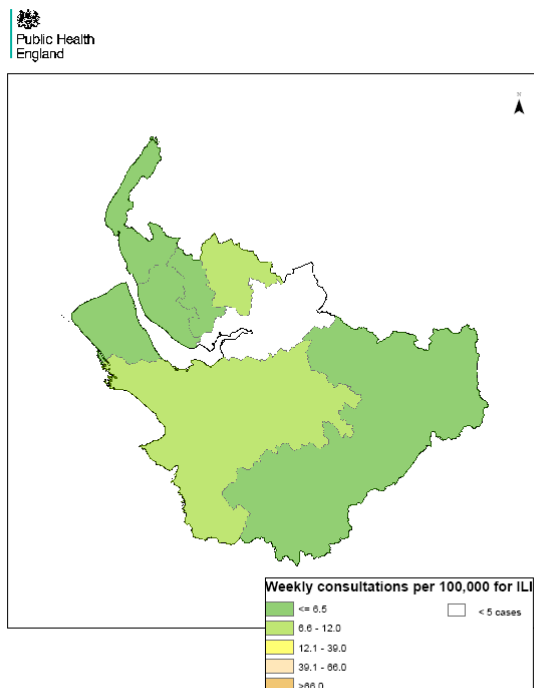 Public Health
England
Weekly consultations per 100,000 for ILI
<= 6.5
< 5 cases
6.6 - 12.0
12.1 - 39.0
39.1 - 66.0
>66.0